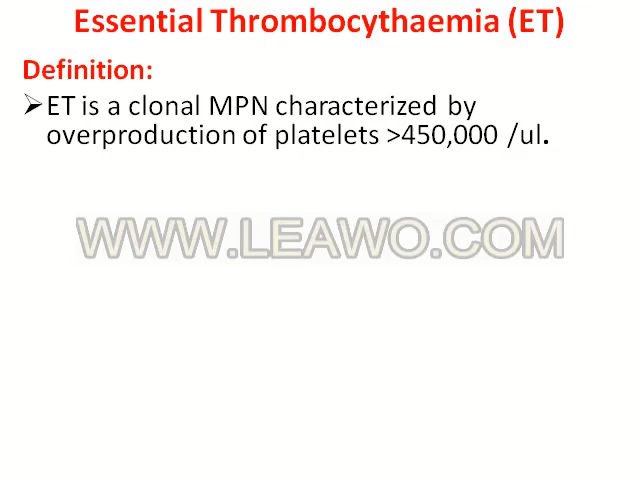 Essential Thrombocythaemia (ET)
Definition:
➢ET is a clonal MPN characterized by
overproduction of platelets >450,000 /ul.
WWW.LEAWO.COM